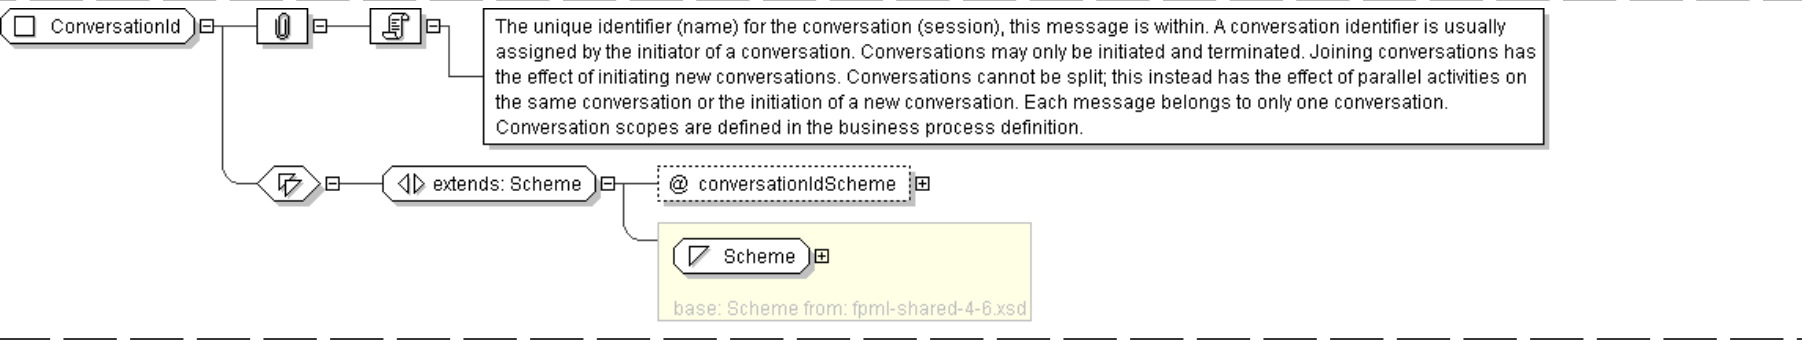 ConversationId
The unique identifier (name) for the conversation (session), this message is within. A conversation identifier is usually
assigned by the initiator of a conversation. Conversations may only be initiated and terminated. Joining conversations has
the effect of initiating new conversations. Conversations cannot be split; this instead has the effect of parallel activities on
the same conversation or the initiation of a new conversation. Each message belongs to only one conversation.
Conversation scopes are defined in the business process definition.
extends: Scheme
@ conversationIdScheme
Scheme
base: Scheme from: fpml-shared-4-6.xsd